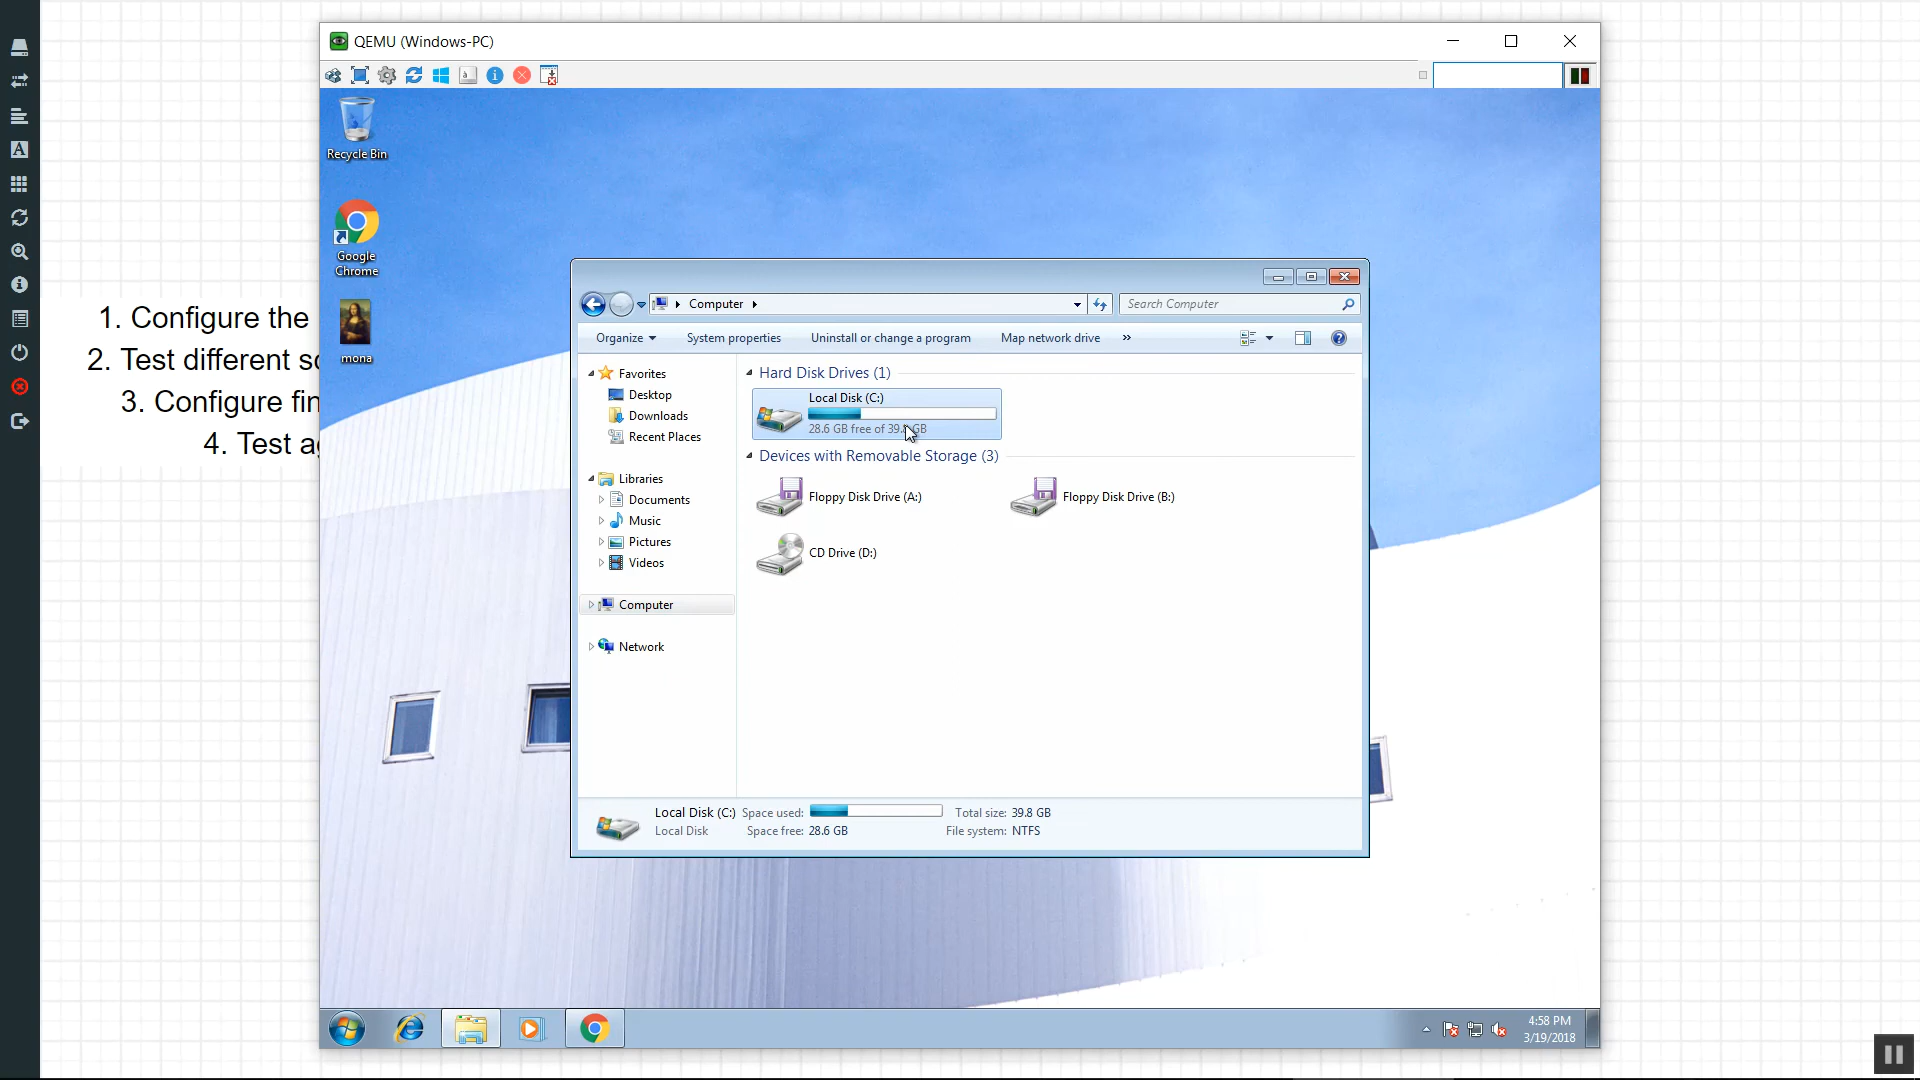 QEMU (Windows-PC)
Recycle Bin
Google
Chrome
mona
1. Configure the
2. Test different s
3. Configure fin
4. Test a
Computer
Search Computer
Organize
System properties
Uninstall or change a program
Map network drive
»
Favorites
Desktop
Downloads
Recent Places
Libraries
Documents
Music
Pictures
Videos
Computer
Network
Hard Disk Drives (1)
Local Disk (C:)
28.6 GB free of 39.8 GB
Devices with Removable Storage (3)
Floppy Disk Drive (A:)
Floppy Disk Drive (B:)
CD Drive (D:)
Local Disk (C:) Space used: Total size: 39.8 GB
Local Disk Space free: 28.6 GB File system: NTFS
4:58 PM
3/19/2018